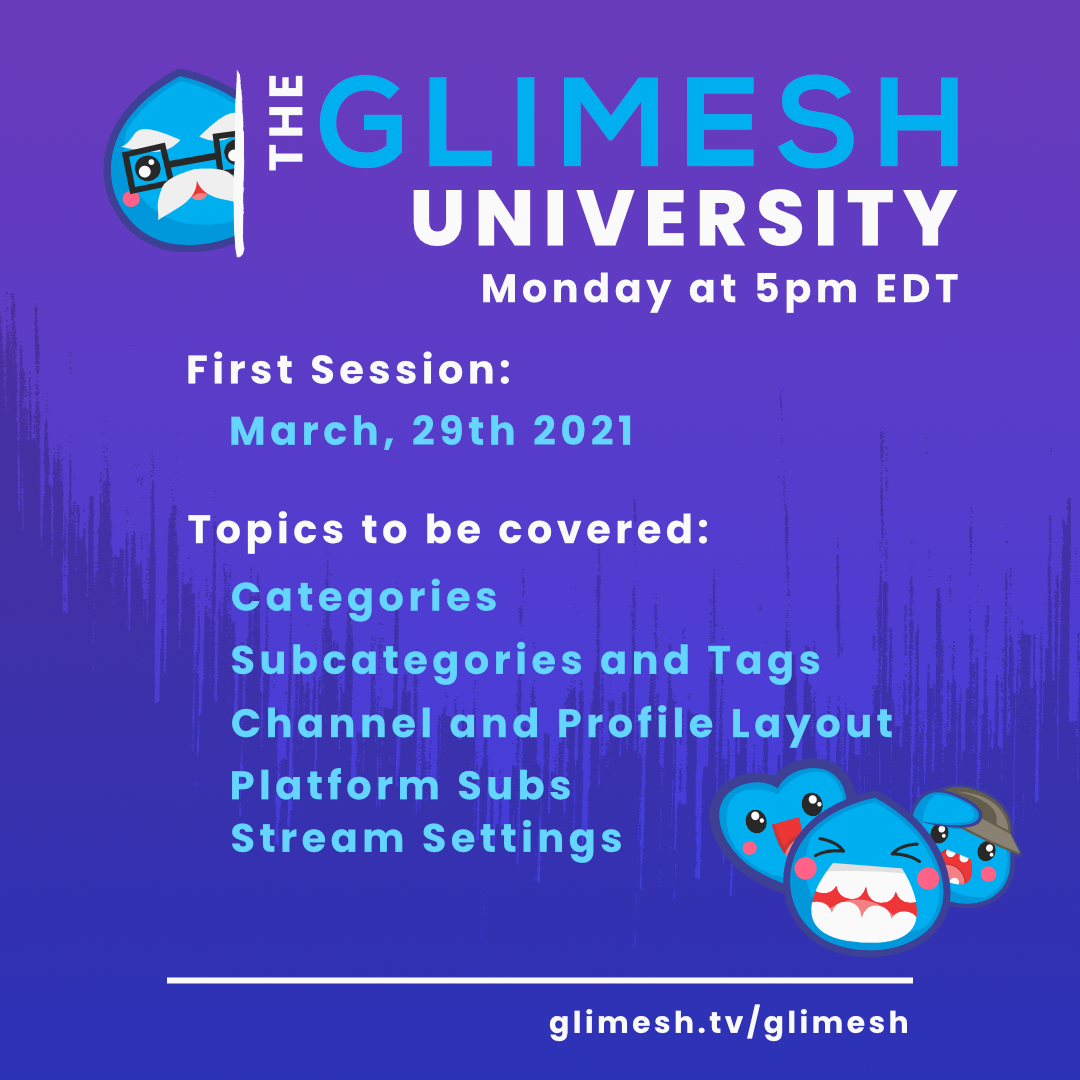 THE GLIMESH
UNIVERSITY
Monday at 5pm EDT
First Session:
March, 29th 2021
Topics to be covered:
Categories
Subcategories and Tags
Channel and Profile Layout
Platform Subs
Stream Settings
glimesh.tv/glimesh